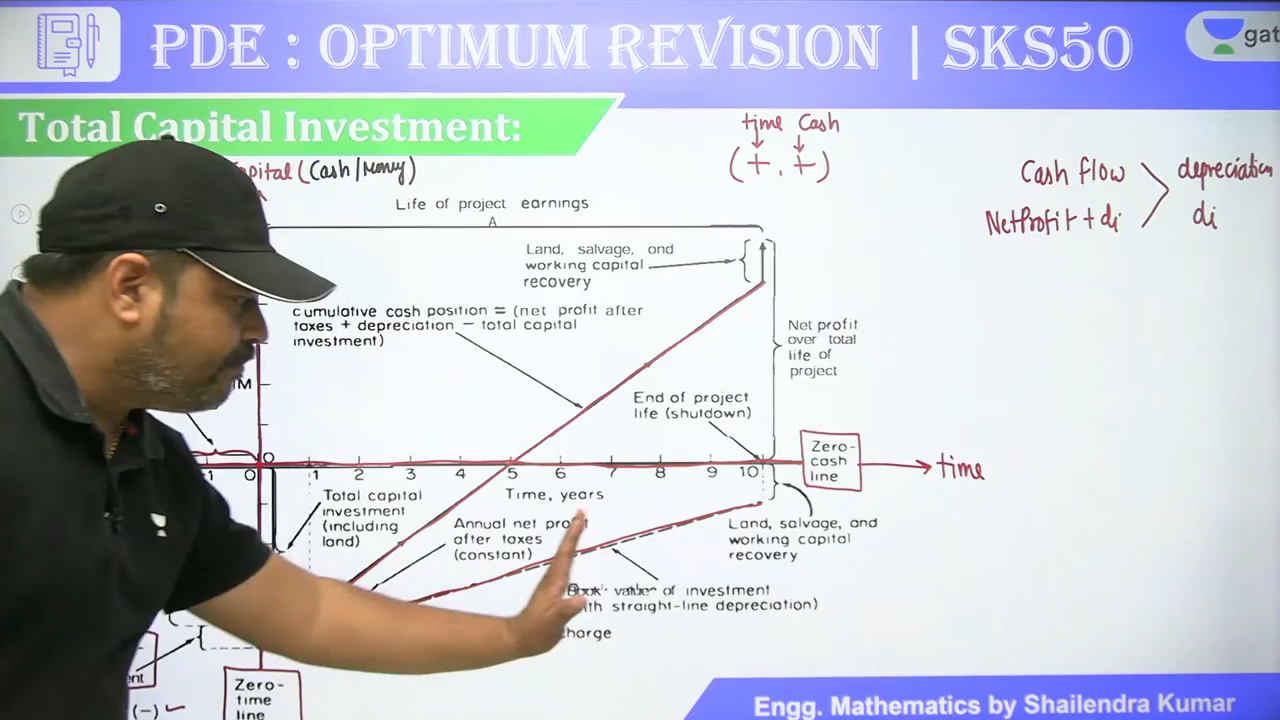 PDE : OPTIMUM REVISION | SKS50
gat
Total Capital Investment:
time Cash
(+, +)
Capital (Cash/Money)
Cash flow
NetProfit + di
depreciation
di
Life of project earnings
A
Land, salvage, and
working capital
recovery
Cumulative cash position = (net profit after
taxes + depreciation – total capital
investment)
Net profit
over total
life of
project
End of project
life (shutdown)
M
0
1 0 1 2 3 4 5 6 7 8 9 10
Zero-
cash
line
time
Time, years
Total capital
investment
(including
land)
Annual net profit
after taxes
(constant)
Land, salvage, and
working capital
recovery
Book value of investment
straight-line depreciation)
Zero-
time
line
(-)
Engg. Mathematics by Shailendra Kumar